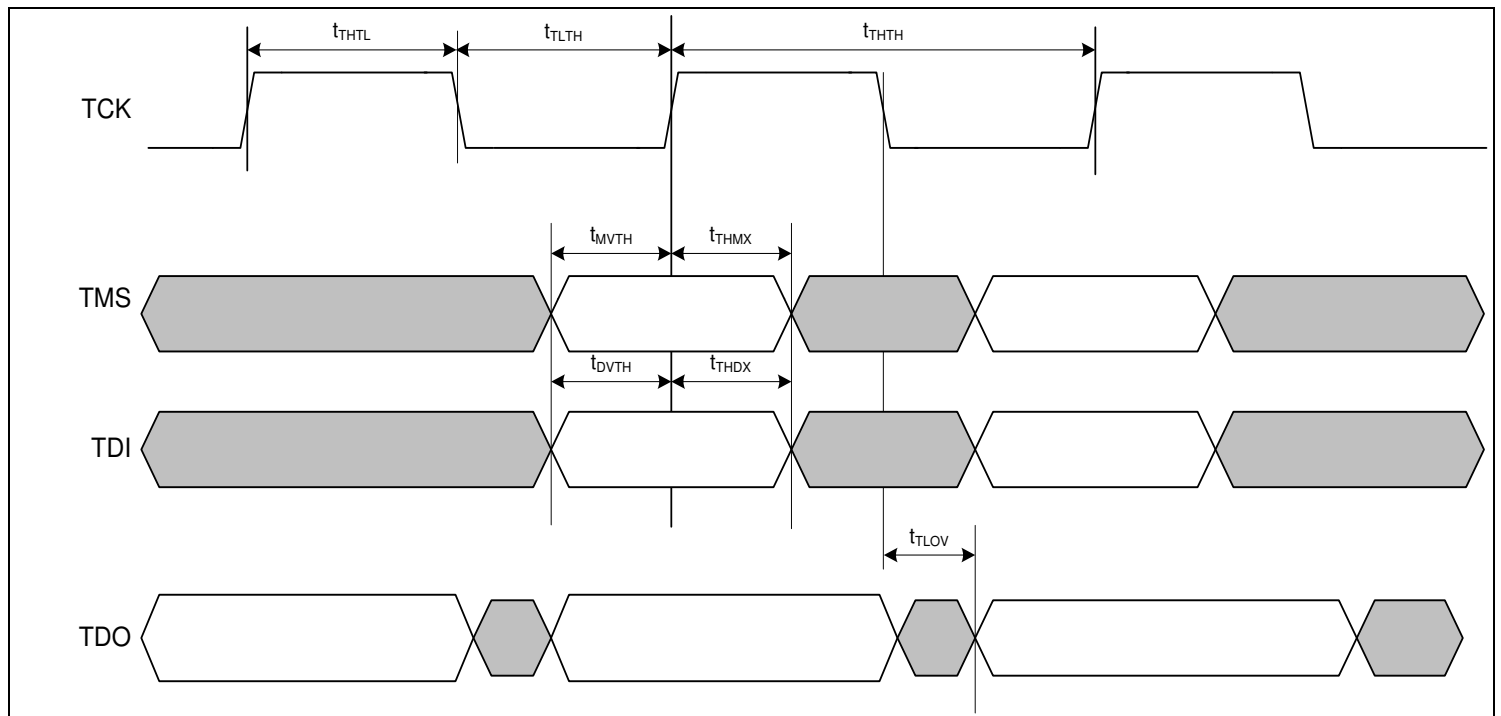 tTHTL tTLTH tTHTH
TCK
tMVTH tTHMX
TMS
tDVTH tTHDX
TDI
tTLOV
TDO